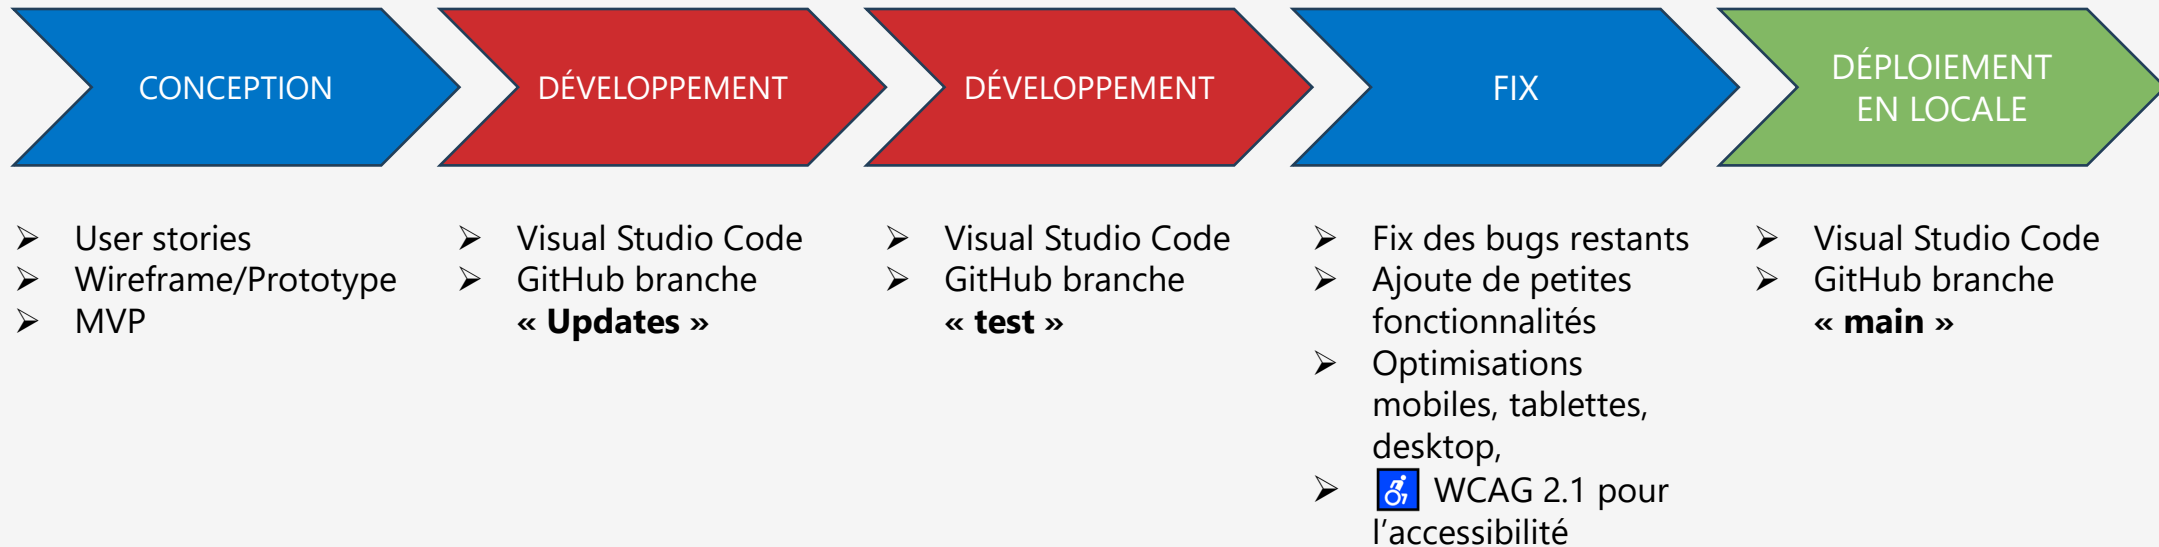 CONCEPTION
DÉVELOPPEMENT
DÉVELOPPEMENT
FIX
DÉPLOIEMENT
EN LOCALE
➢ User stories
➢ Wireframe/Prototype
➢ MVP
➢ Visual Studio Code
➢ GitHub branche
« Updates »
➢ Visual Studio Code
➢ GitHub branche
« test »
➢ Fix des bugs restants
➢ Ajoute de petites
fonctionnalités
➢ Optimisations
mobiles, tablettes,
desktop,
➢ WCAG 2.1 pour
l’accessibilité
➢ Visual Studio Code
➢ GitHub branche
« main »